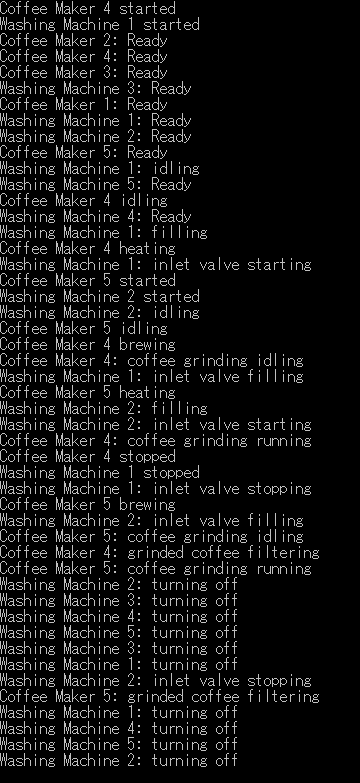 Coffee Maker 4 started
Washing Machine 1 started
Coffee Maker 2: Ready
Coffee Maker 4: Ready
Coffee Maker 3: Ready
Washing Machine 3: Ready
Coffee Maker 1: Ready
Washing Machine 1: Ready
Washing Machine 2: Ready
Coffee Maker 5: Ready
Washing Machine 1: idling
Washing Machine 5: Ready
Coffee Maker 4 idling
Washing Machine 4: Ready
Washing Machine 1: filling
Coffee Maker 4 heating
Washing Machine 1: inlet valve starting
Coffee Maker 5 started
Washing Machine 2 started
Washing Machine 2: idling
Coffee Maker 5 idling
Coffee Maker 4 brewing
Coffee Maker 4: coffee grinding idling
Washing Machine 1: inlet valve filling
Coffee Maker 5 heating
Washing Machine 2: filling
Washing Machine 2: inlet valve starting
Coffee Maker 4: coffee grinding running
Coffee Maker 4 stopped
Washing Machine 1 stopped
Washing Machine 1: inlet valve stopping
Coffee Maker 5 brewing
Washing Machine 2: inlet valve filling
Coffee Maker 5: coffee grinding idling
Coffee Maker 4: grinded coffee filtering
Coffee Maker 5: coffee grinding running
Washing Machine 2: turning off
Washing Machine 3: turning off
Washing Machine 4: turning off
Washing Machine 5: turning off
Washing Machine 3: turning off
Washing Machine 1: turning off
Washing Machine 2: inlet valve stopping
Coffee Maker 5: grinded coffee filtering
Washing Machine 1: turning off
Washing Machine 4: turning off
Washing Machine 5: turning off
Washing Machine 2: turning off